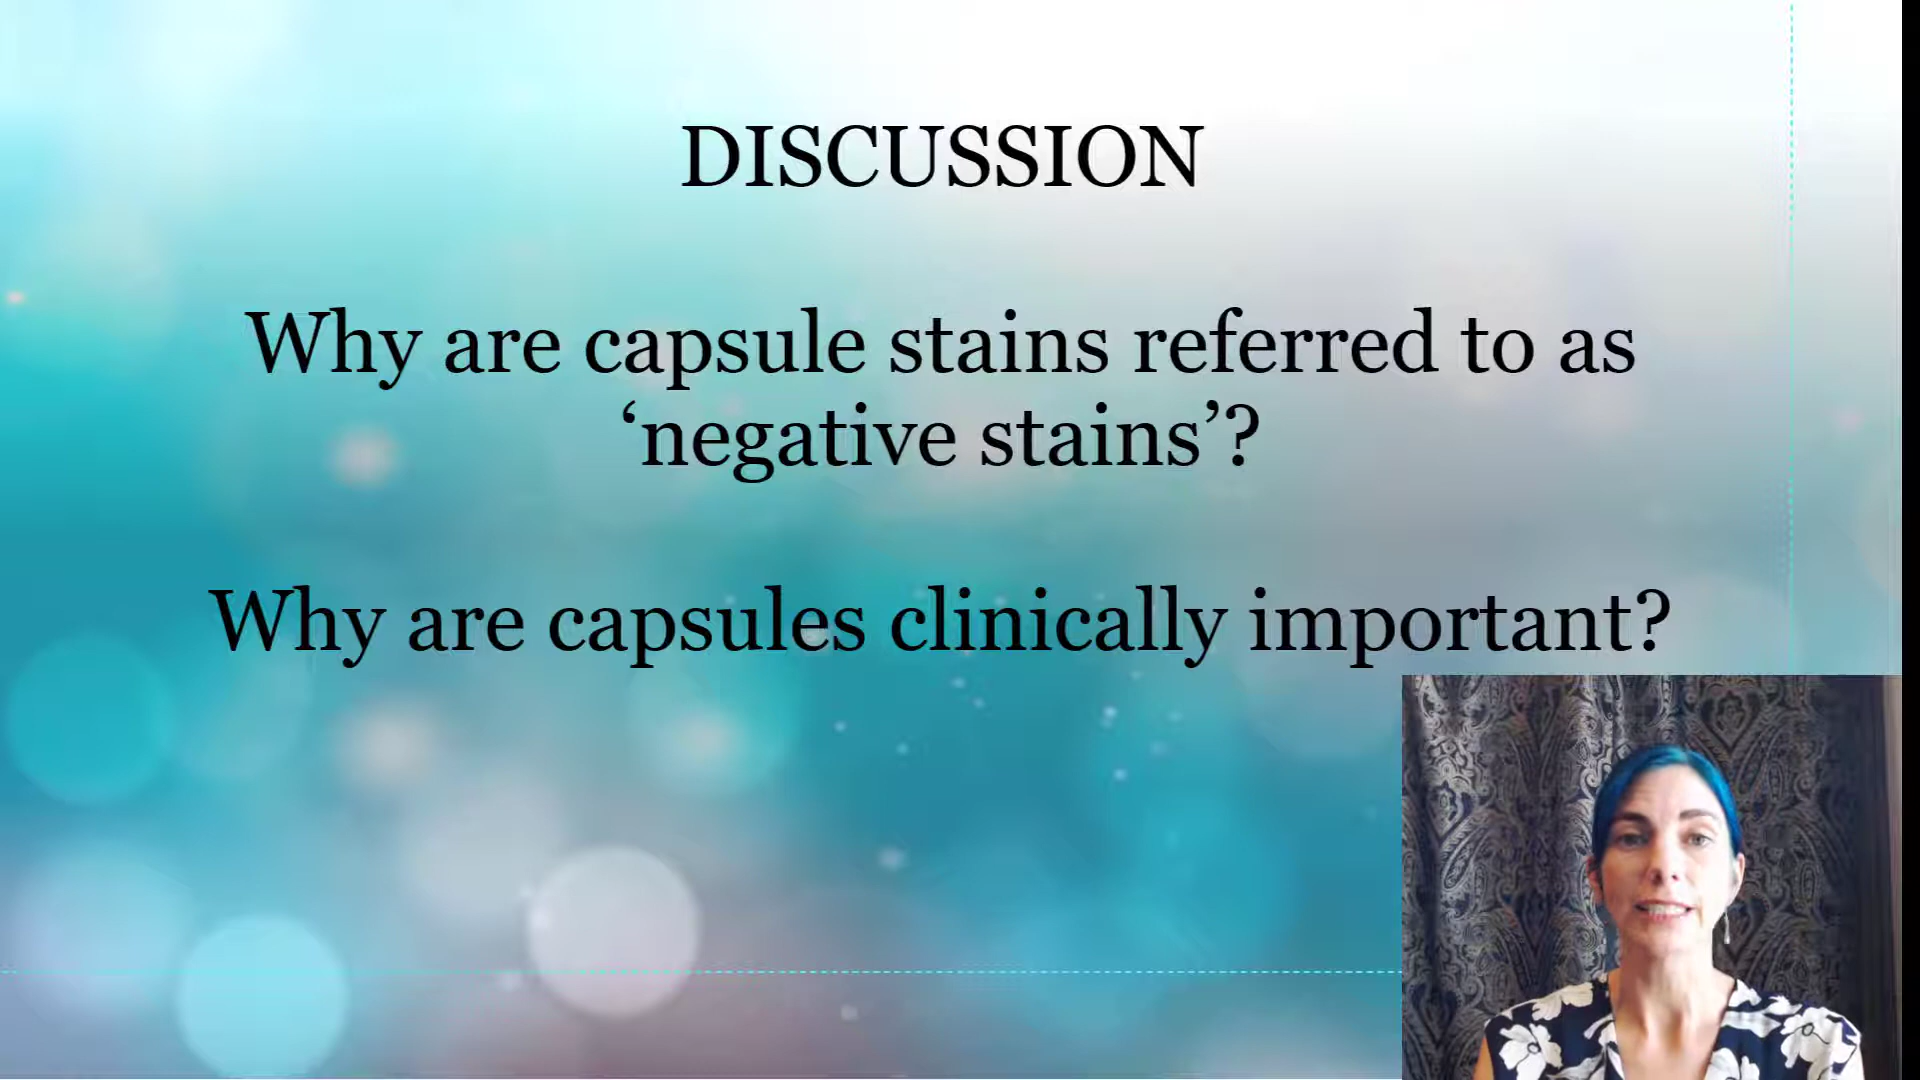 DISCUSSION
Why are capsule stains referred to as
‘negative stains’?
Why are capsules clinically important?